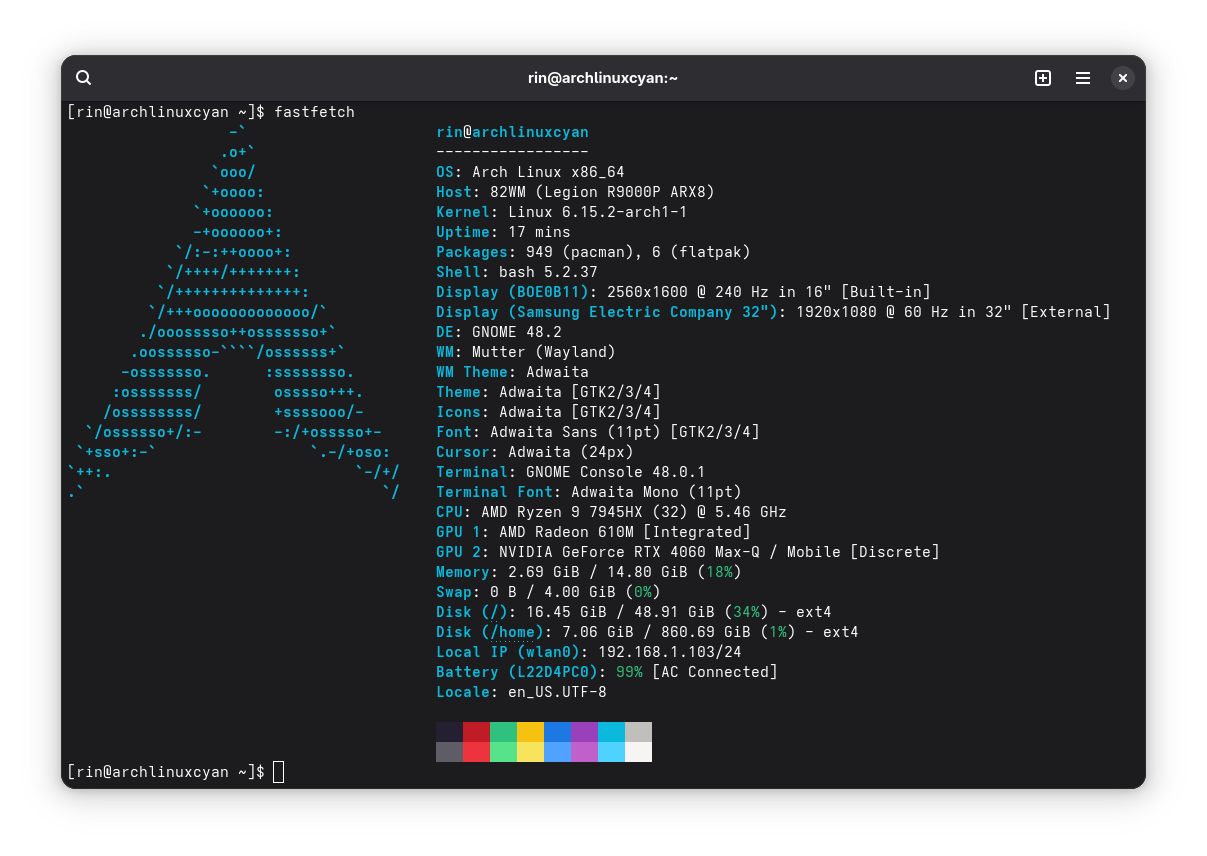 rin@archlinuxcyan:~
[rin@archlinuxcyan ~]$ fastfetch
                  -`                     rin@archlinuxcyan
                 .o+`                    -----------------
                `ooo/                    OS: Arch Linux x86_64
               `+oooo:                   Host: 82WM (Legion R9000P ARX8)
              `+oooooo:                  Kernel: Linux 6.15.2-arch1-1
              -+oooooo+:                 Uptime: 17 mins
            `/:-:++oooo+:                Packages: 949 (pacman), 6 (flatpak)
           `/++++/+++++++:               Shell: bash 5.2.37
          `/++++++++++++++:              Display (BOE0B11): 2560x1600 @ 240 Hz in 16" [Built-in]
         `/+++ooooooooooooo/`            Display (Samsung Electric Company 32"): 1920x1080 @ 60 Hz in 32" [External]
        ./ooosssso++osssssso+`           DE: GNOME 48.2
       .oossssso-````/ossssss+`          WM: Mutter (Wayland)
      -osssssso.      :ssssssso.         WM Theme: Adwaita
     :osssssss/        osssso+++.        Theme: Adwaita [GTK2/3/4]
    /ossssssss/        +ssssooo/-        Icons: Adwaita [GTK2/3/4]
  `/ossssso+/:-        -:/+osssso+-      Font: Adwaita Sans (11pt) [GTK2/3/4]
 `+sso+:-`                 `.-/+oso:     Cursor: Adwaita (24px)
`++:.                           `-/+/    Terminal: GNOME Console 48.0.1
.`                                 `/    Terminal Font: Adwaita Mono (11pt)
                                         CPU: AMD Ryzen 9 7945HX (32) @ 5.46 GHz
                                         GPU 1: AMD Radeon 610M [Integrated]
                                         GPU 2: NVIDIA GeForce RTX 4060 Max-Q / Mobile [Discrete]
                                         Memory: 2.69 GiB / 14.80 GiB (18%)
                                         Swap: 0 B / 4.00 GiB (0%)
                                         Disk (/): 16.45 GiB / 48.91 GiB (34%) - ext4
                                         Disk (/home): 7.06 GiB / 860.69 GiB (1%) - ext4
                                         Local IP (wlan0): 192.168.1.103/24
                                         Battery (L22D4PC0): 99% [AC Connected]
                                         Locale: en_US.UTF-8
[rin@archlinuxcyan ~]$